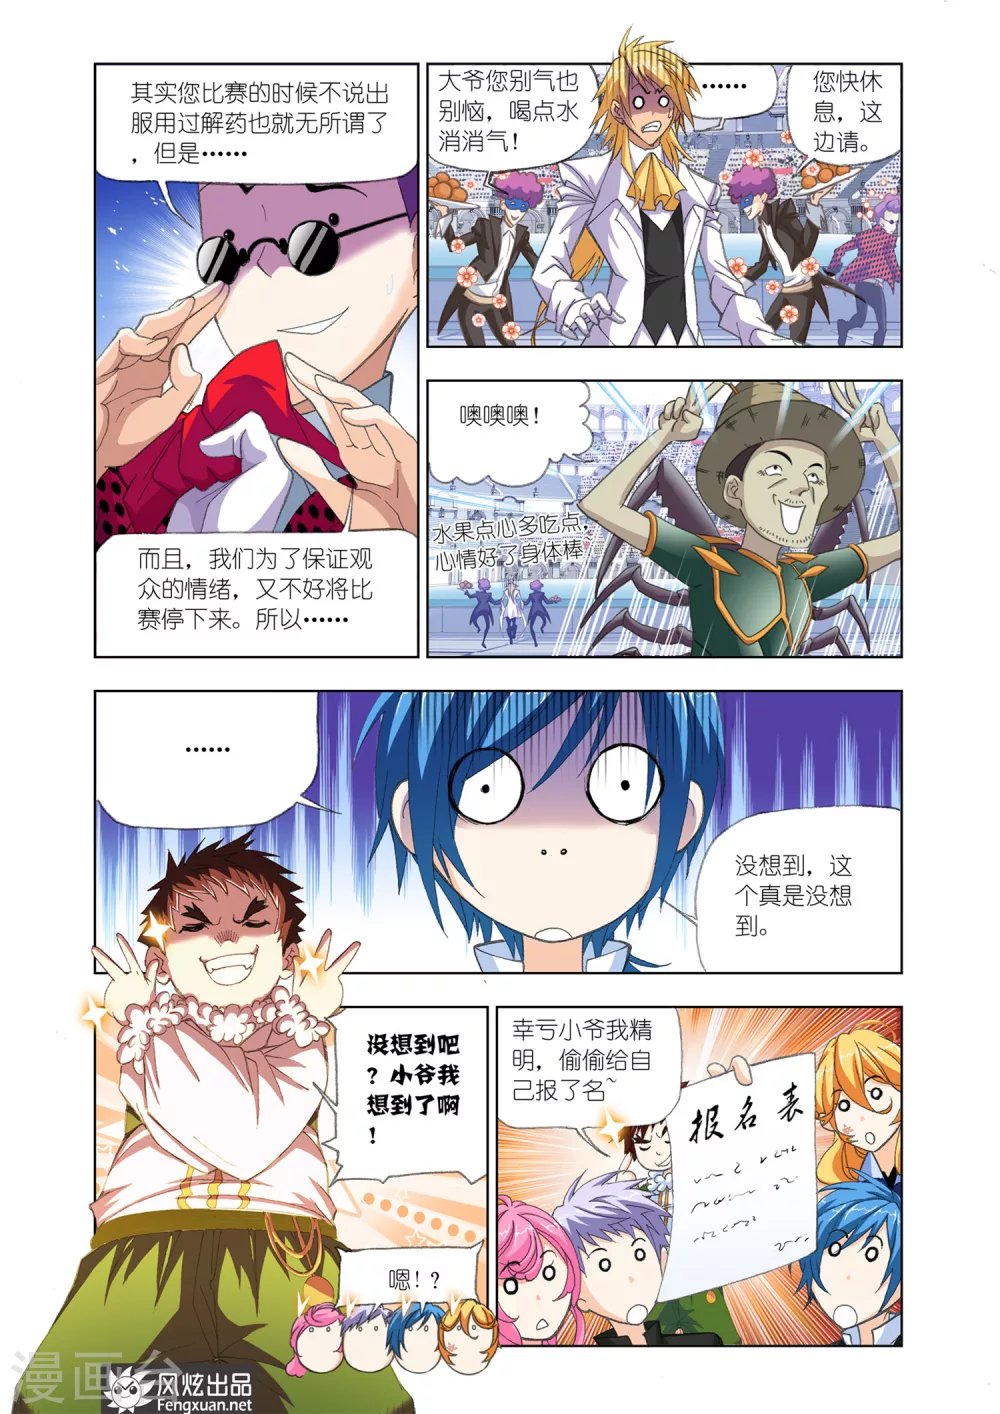 其实您比赛的时候不说出
服用过解药也就无所谓了
，但是……
而且，我们为了保证观
众的情绪，又不好将比
赛停下来。所以……
大爷您别气也
别恼，喝点水
消消气！
……
您快休
息，这
边请。
噢噢噢！
水果点心多吃点，
心情好了身体棒~
……
没想到，这
个真是没想
到。
没想到吧
？小爷我
想到了啊
！
嗯！？
幸亏小爷我精
明，偷偷给自
己报了名~
报名表
漫画台
风炫出品
Fengxuan.net